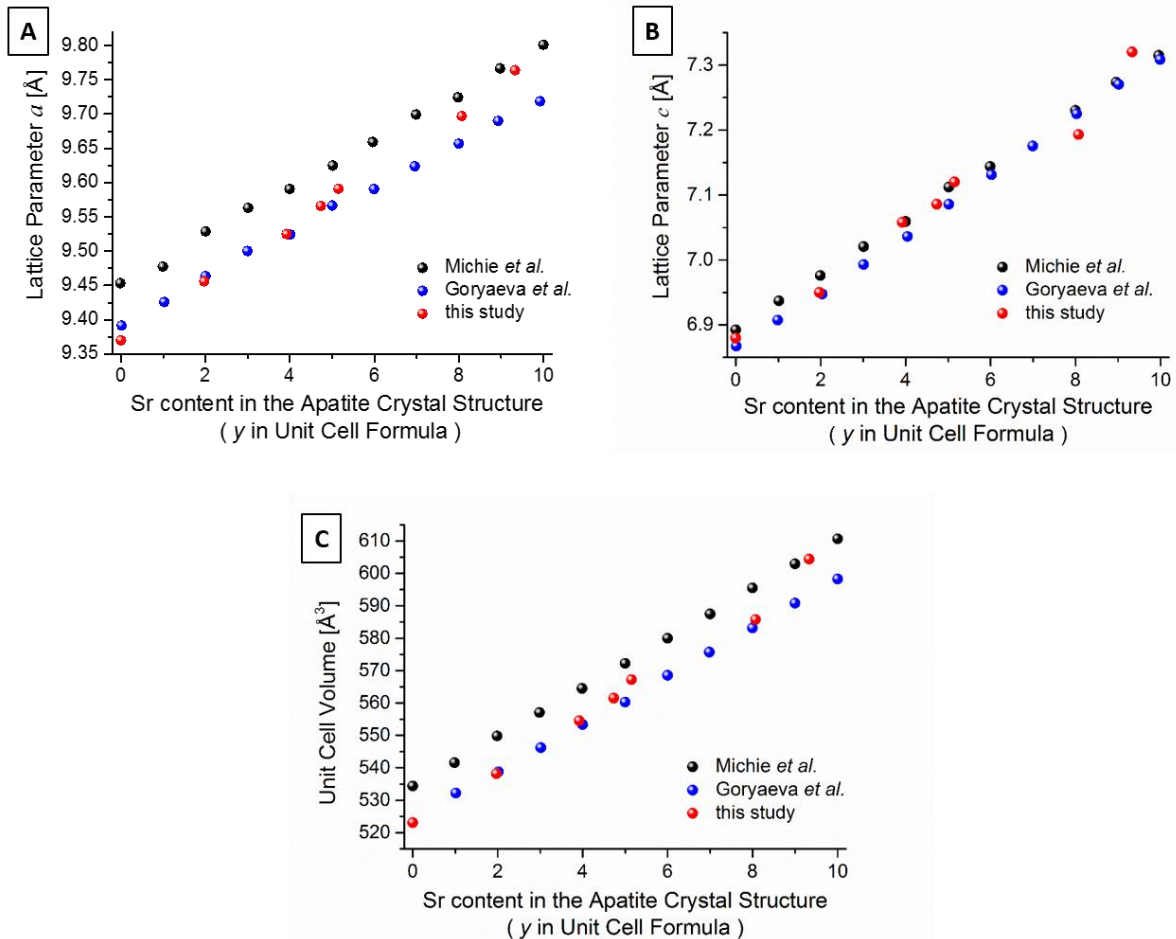 A
Lattice Parameter a [Å]
9.80
9.75
9.70
9.65
9.60
9.55
9.50
9.45
9.40
9.35
Michie et al.
Goryaeva et al.
this study
0 2 4 6 8 10
Sr content in the Apatite Crystal Structure
( y in Unit Cell Formula )
B
Lattice Parameter c [Å]
7.3
7.2
7.1
7.0
6.9
Michie et al.
Goryaeva et al.
this study
0 2 4 6 8 10
Sr content in the Apatite Crystal Structure
( y in Unit Cell Formula )
C
Unit Cell Volume [Å³]
610
600
590
580
570
560
550
540
530
520
Michie et al.
Goryaeva et al.
this study
0 2 4 6 8 10
Sr content in the Apatite Crystal Structure
( y in Unit Cell Formula )